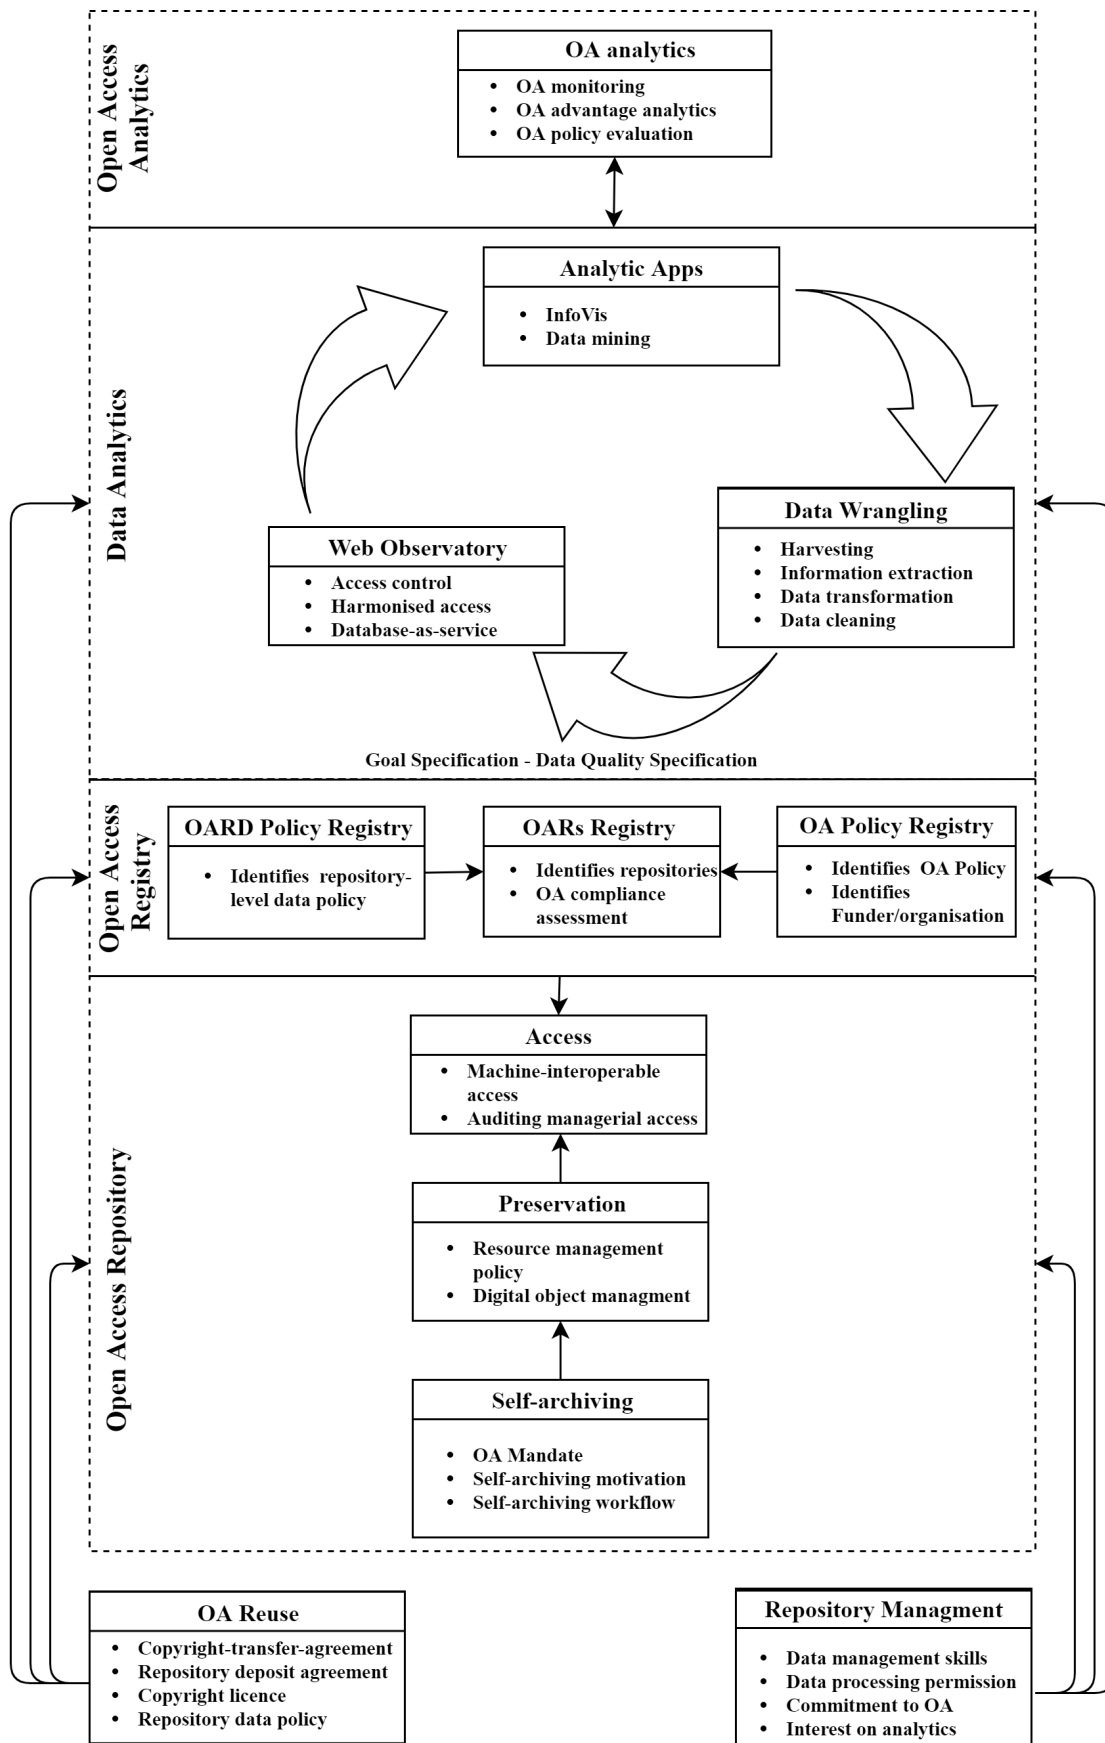 Open Access
Analytics
OA analytics
• OA monitoring
• OA advantage analytics
• OA policy evaluation
Data Analytics
Analytic Apps
• InfoVis
• Data mining
Data Wrangling
• Harvesting
• Information extraction
• Data transformation
• Data cleaning
Web Observatory
• Access control
• Harmonised access
• Database-as-service
Goal Specification - Data Quality Specification
Open Access
Registry
OARD Policy Registry
• Identifies repository-
level data policy
OARs Registry
• Identifies repositories
• OA compliance
assessment
OA Policy Registry
• Identifies OA Policy
• Identifies
Funder/organisation
Open Access Repository
Access
• Machine-interoperable
access
• Auditing managerial access
Preservation
• Resource management
policy
• Digital object managment
Self-archiving
• OA Mandate
• Self-archiving motivation
• Self-archiving workflow
OA Reuse
• Copyright-transfer-agreement
• Repository deposit agreement
• Copyright licence
• Repository data policy
Repository Managment
• Data management skills
• Data processing permission
• Commitment to OA
• Interest on analytics